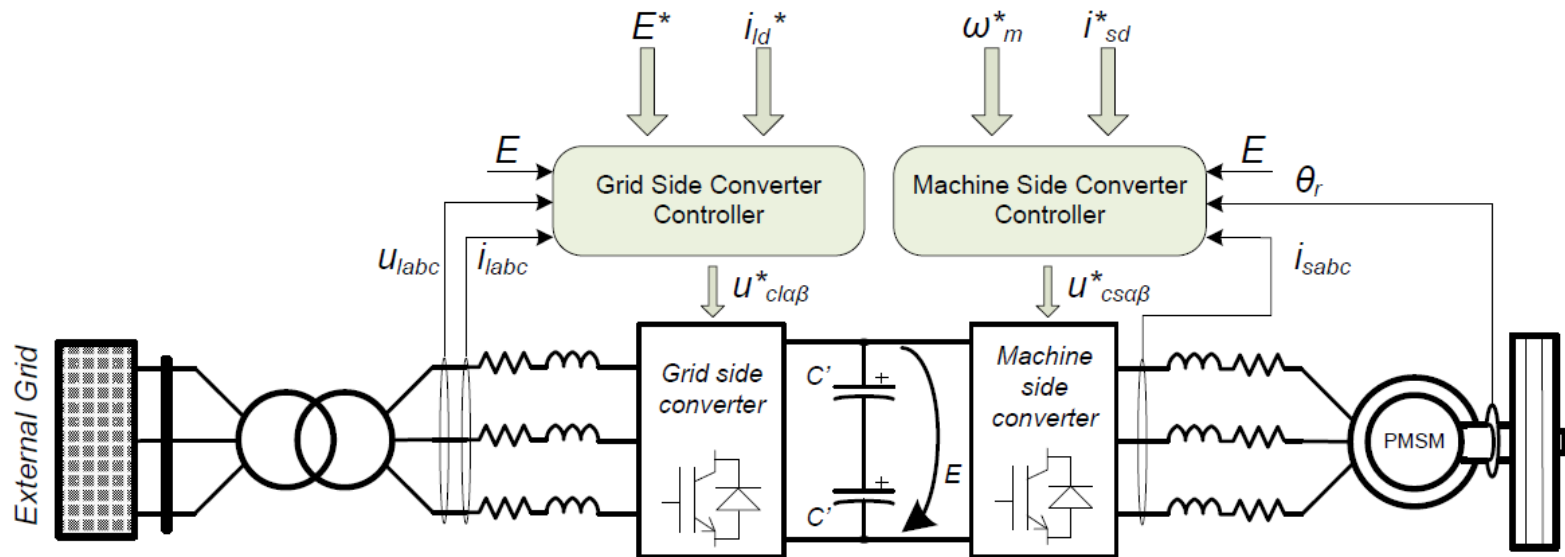 E*
i_ld*
ω*_m
i*_sd
E
Grid Side Converter
Controller
Machine Side Converter
Controller
E
θ_r
u_labc
i_labc
u*_clαβ
u*_csαβ
i_sabc
External Grid
Grid side
converter
C'
+
C'
+
E
Machine
side
converter
PMSM